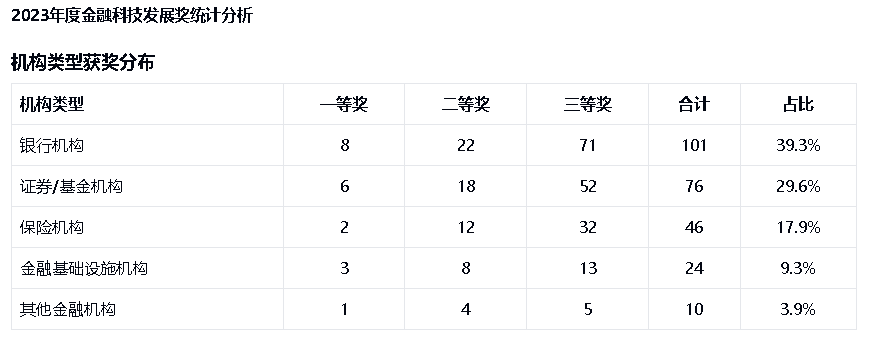 2023年度金融科技发展奖统计分析
机构类型获奖分布
机构类型 一等奖 二等奖 三等奖 合计 占比
银行机构 8 22 71 101 39.3%
证券/基金机构 6 18 52 76 29.6%
保险机构 2 12 32 46 17.9%
金融基础设施机构 3 8 13 24 9.3%
其他金融机构 1 4 5 10 3.9%